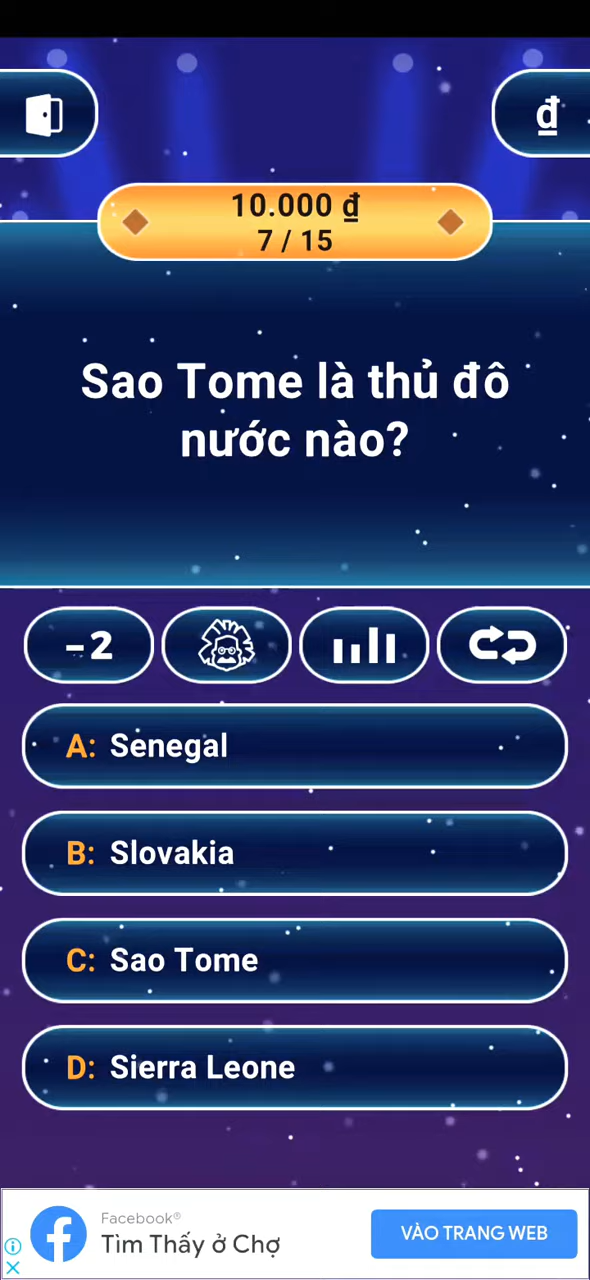 đ
10.000 đ
7 / 15
Sao Tome là thủ đô
nước nào?
-2
A: Senegal
B: Slovakia
C: Sao Tome
D: Sierra Leone
Facebook®
Tìm Thấy ở Chợ
VÀO TRANG WEB